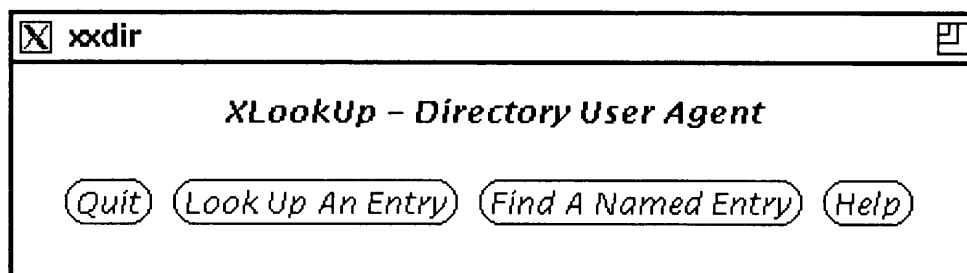 xxdir
XLookUp – Directory User Agent
Quit Look Up An Entry Find A Named Entry Help